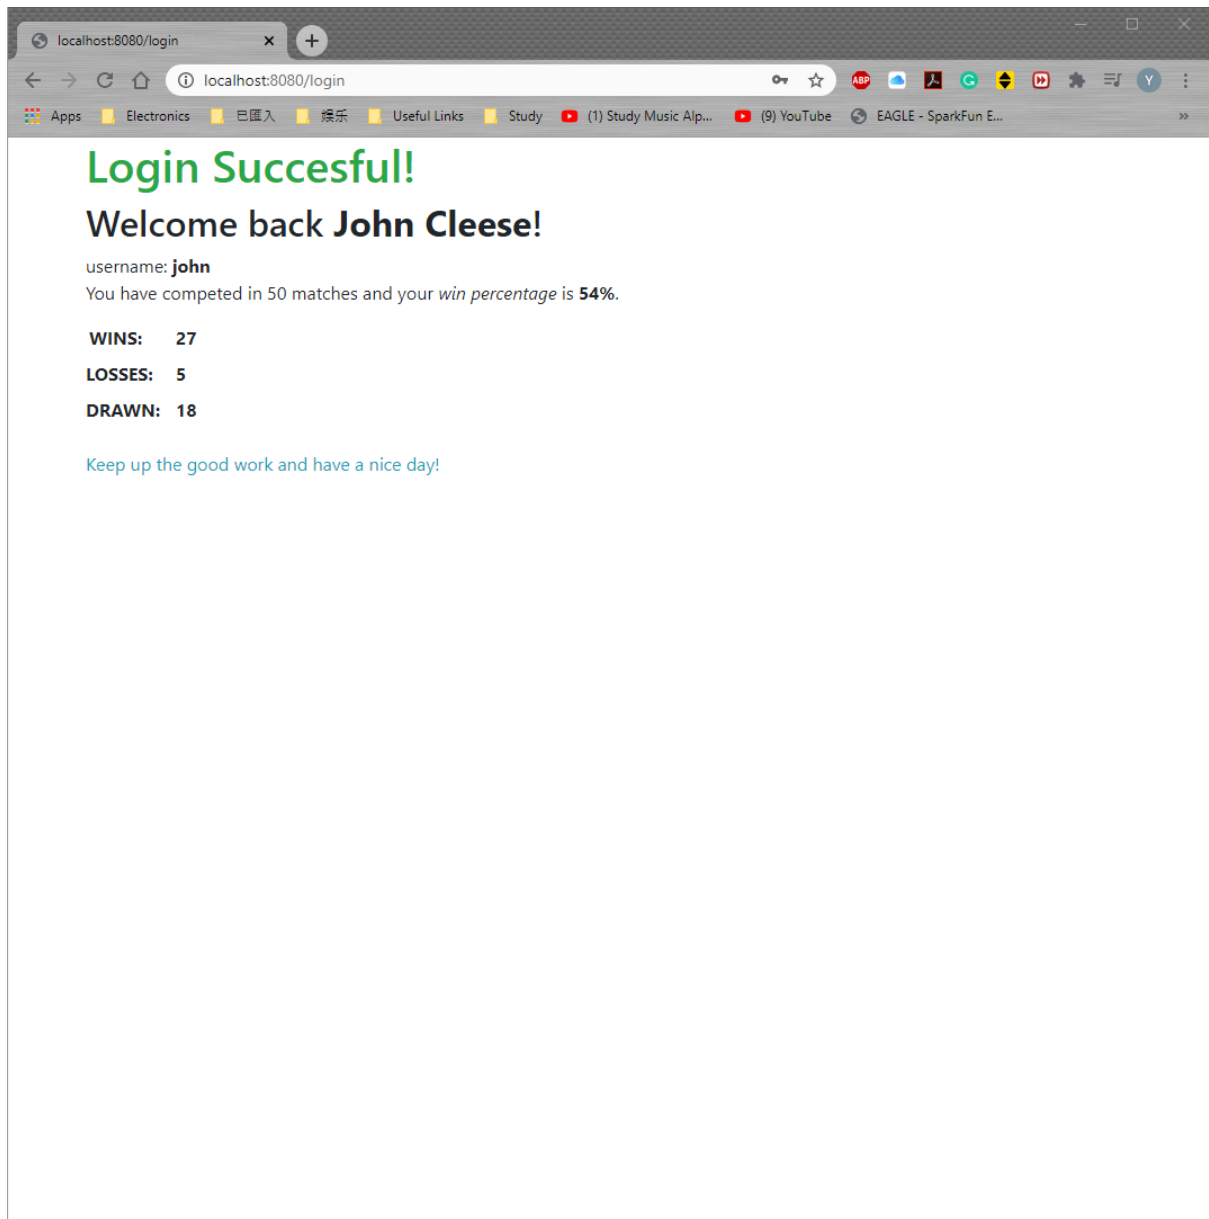 localhost:8080/login
localhost:8080/login
ABP
Y
Apps Electronics 已匯入 娱乐 Useful Links Study (1) Study Music Alp... (9) YouTube EAGLE - SparkFun E... »
Login Succesful!
Welcome back John Cleese!
username: john
You have competed in 50 matches and your win percentage is 54%.
WINS: 27
LOSSES: 5
DRAWN: 18
Keep up the good work and have a nice day!